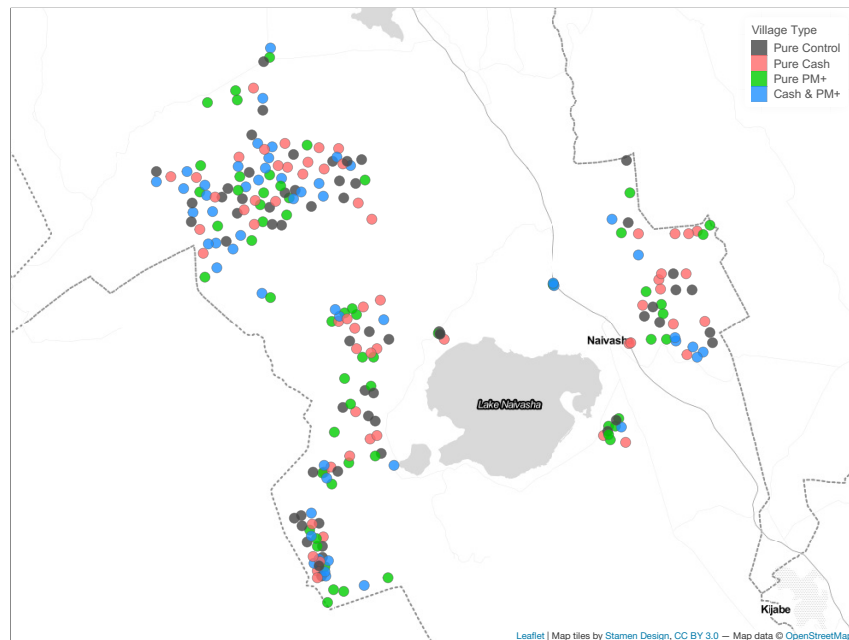 Village Type
Pure Control
Pure Cash
Pure PM+
Cash & PM+
Naivash
Lake Naivasha
Kijabe
Leaflet | Map tiles by Stamen Design, CC BY 3.0 — Map data © OpenStreetMap